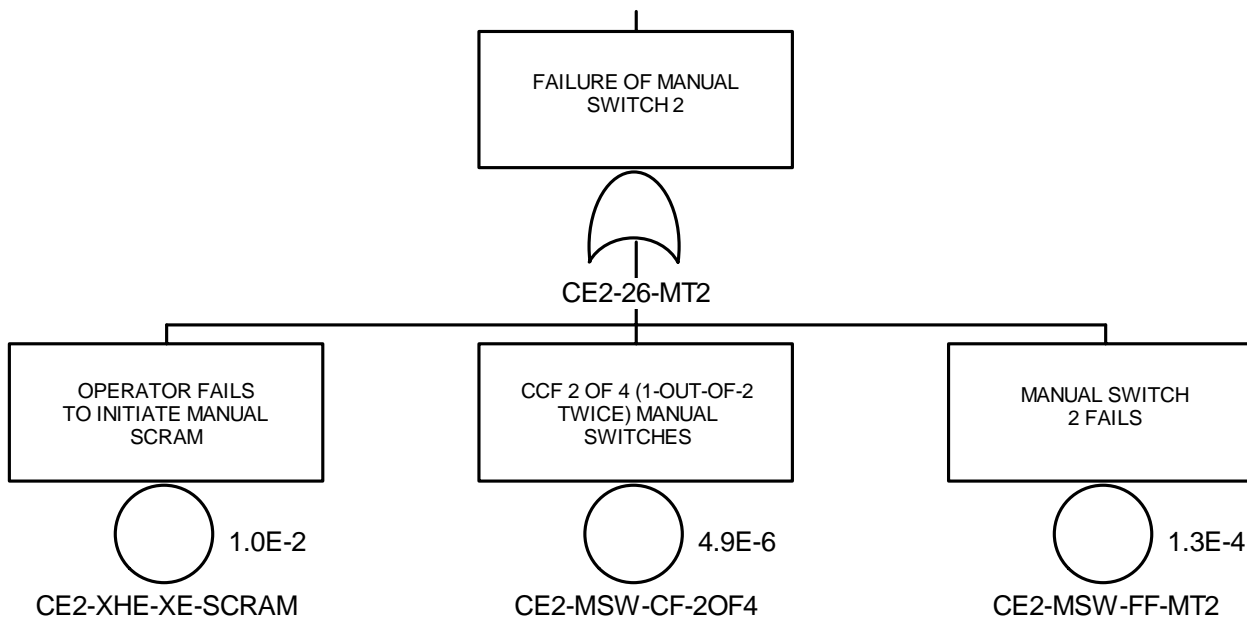 FAILURE OF MANUAL
SWITCH 2
CE2-26-MT2
OPERATOR FAILS
TO INITIATE MANUAL
SCRAM
1.0E-2
CE2-XHE-XE-SCRAM
CCF 2 OF 4 (1-OUT-OF-2
TWICE) MANUAL
SWITCHES
4.9E-6
CE2-MSW-CF-2OF4
MANUAL SWITCH
2 FAILS
1.3E-4
CE2-MSW-FF-MT2